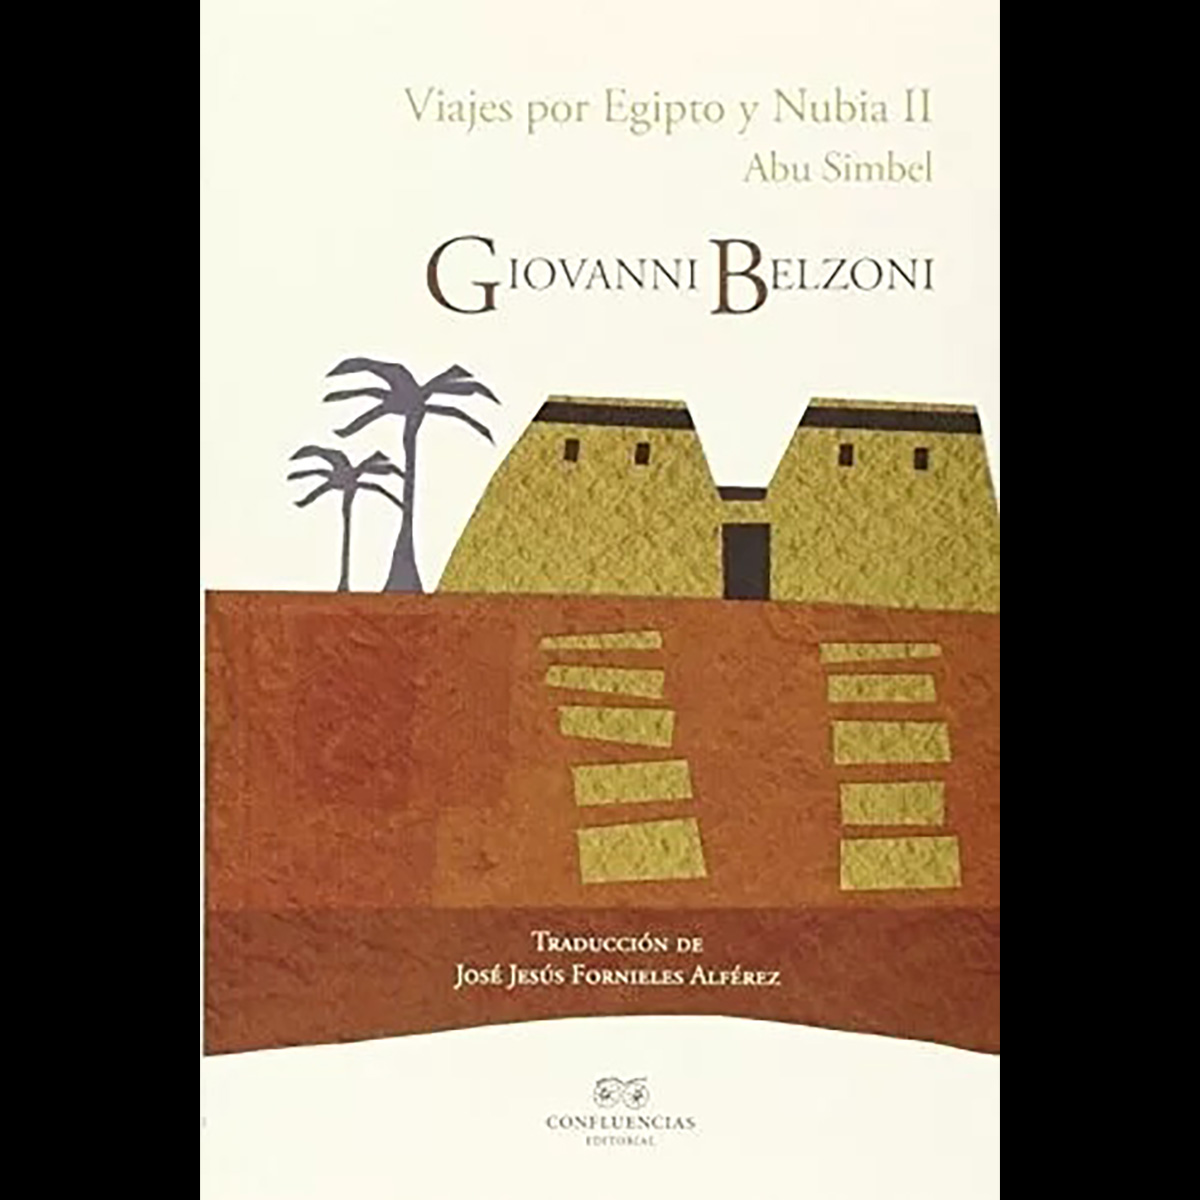 Viajes por Egipto y Nubia II
Abu Simbel
GIOVANNI BELZONI
TRADUCCIÓN DE
JOSÉ JESÚS FORNIELES ALFÉREZ
CONFLUENCIAS
EDITORIAL